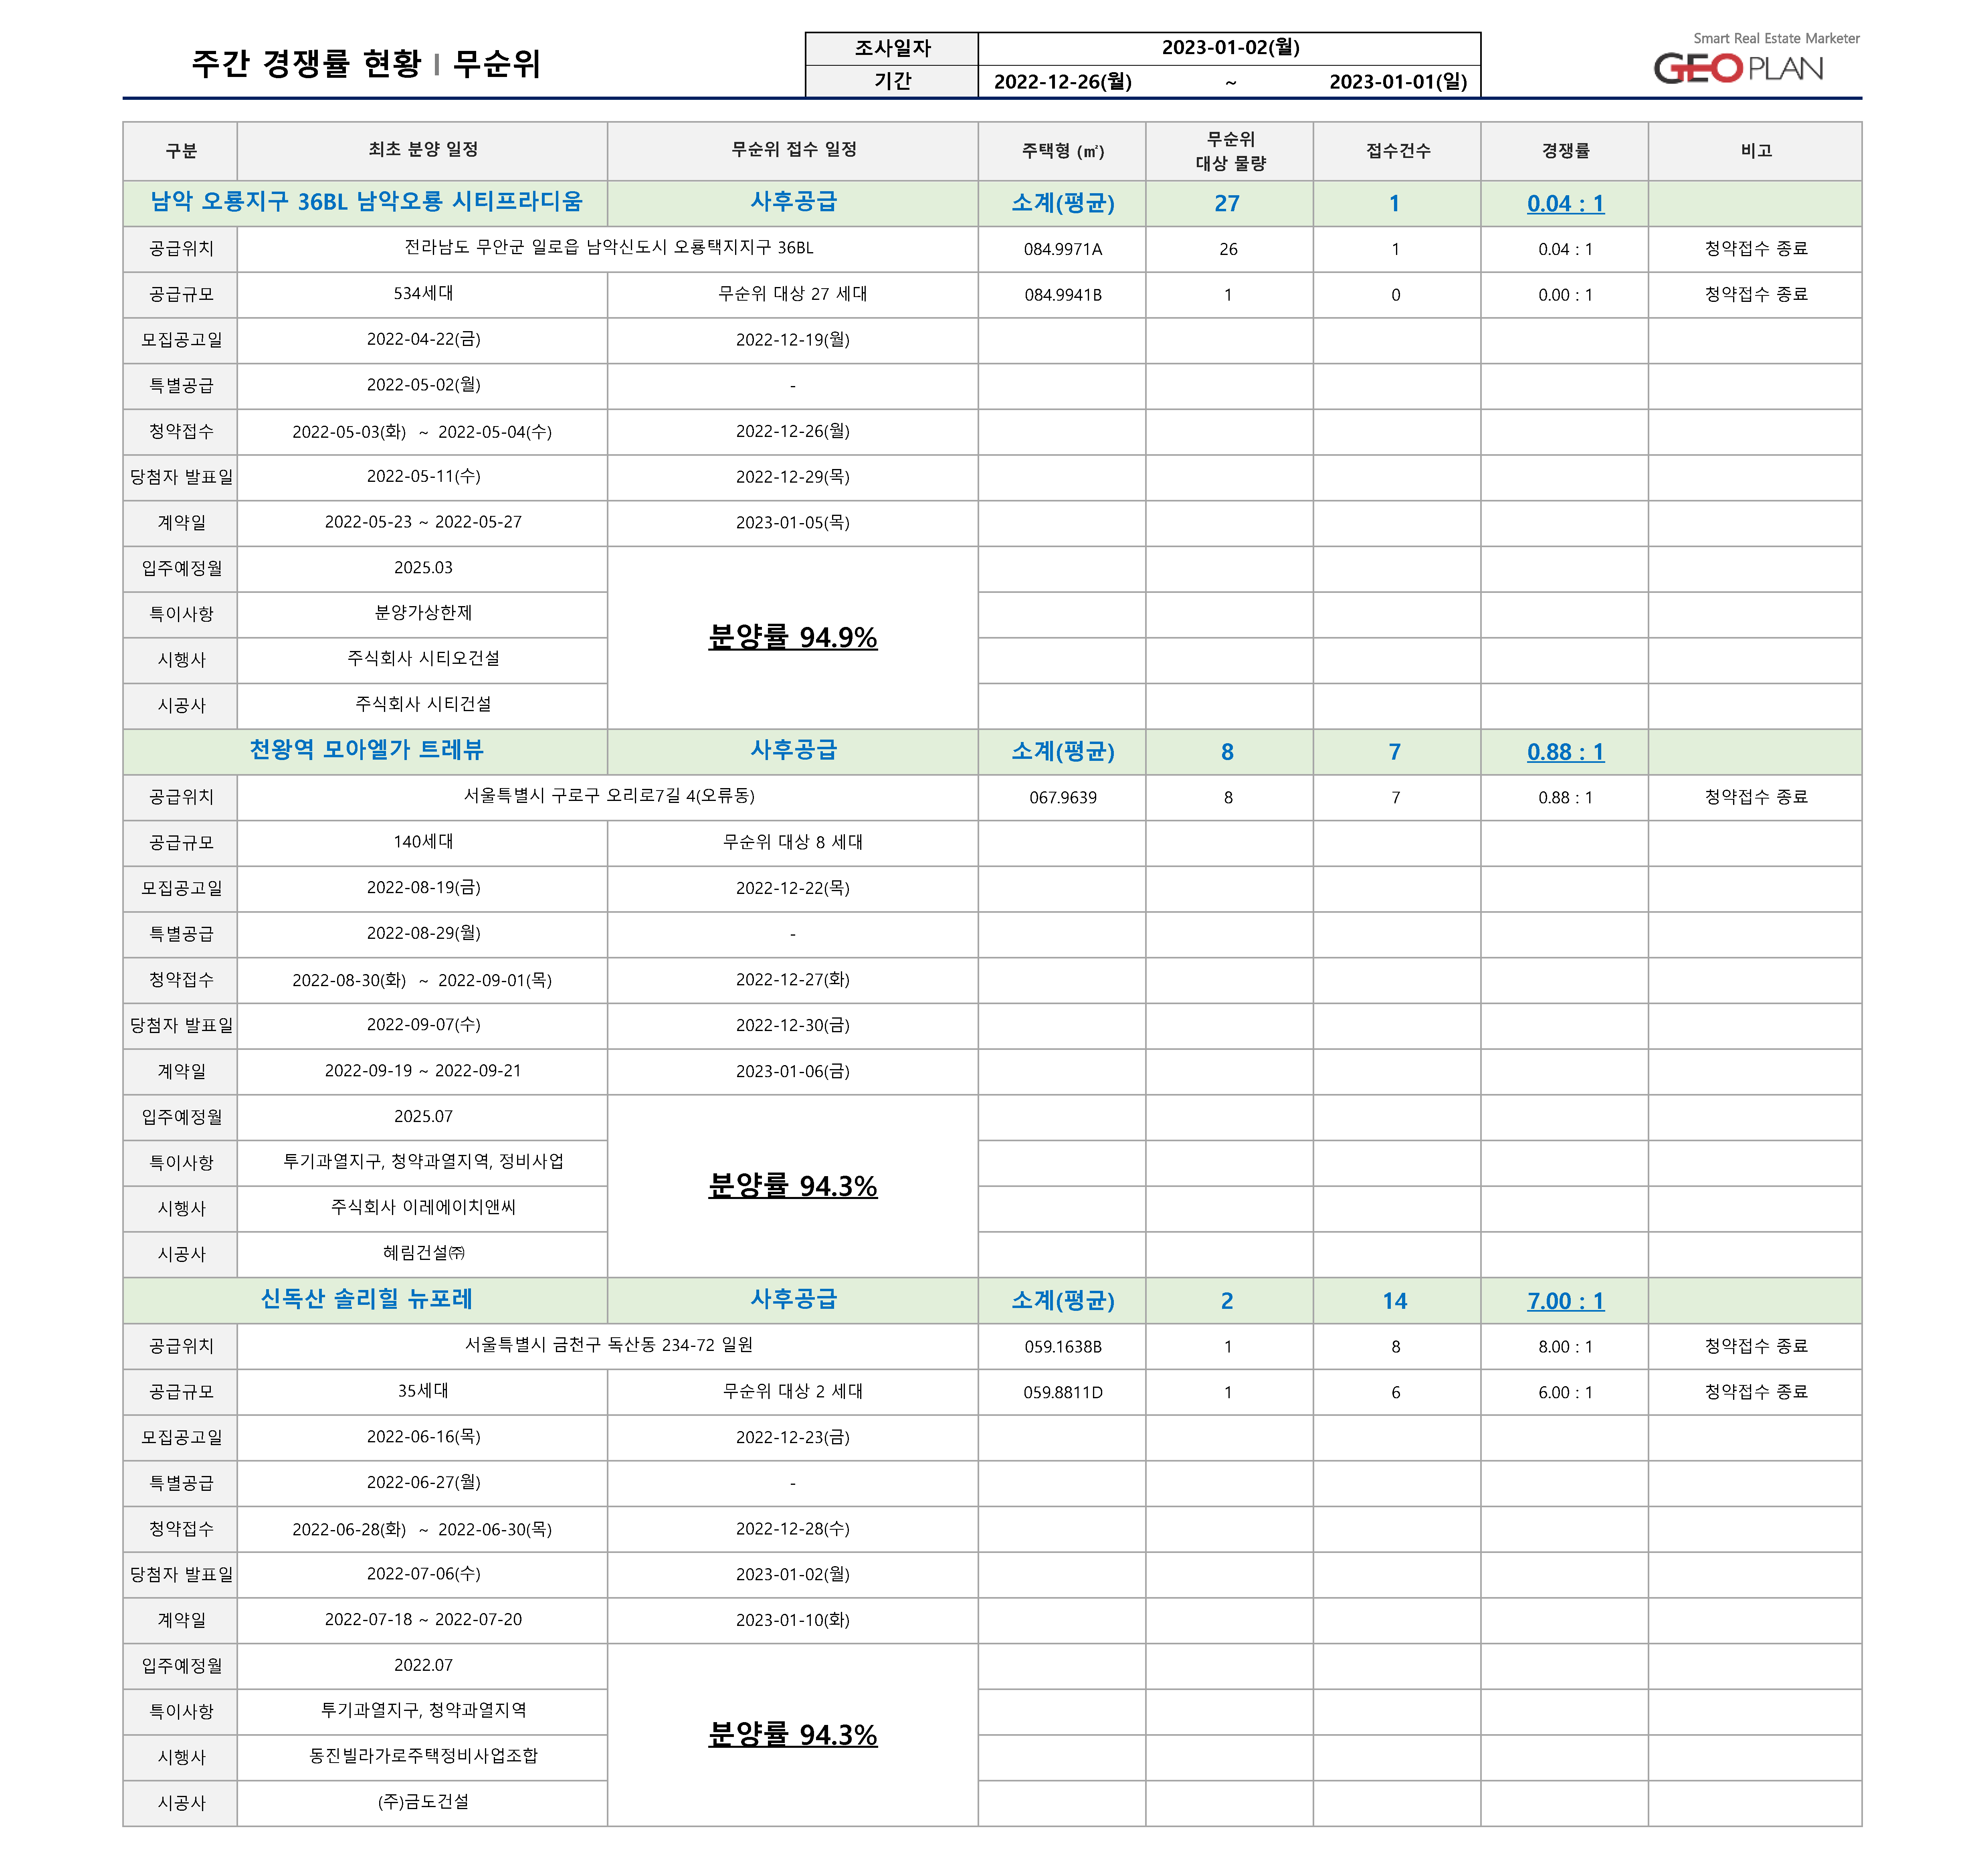 주간 경쟁률 현황 | 무순위
조사일자 2023-01-02(월)
기간 2022-12-26(월) ~ 2023-01-01(일)
Smart Real Estate Marketer
GEO PLAN
구분 최초 분양 일정 무순위 접수 일정 주택형 (㎡) 무순위 대상 물량 접수건수 경쟁률 비고
남악 오룡지구 36BL 남악오룡 시티프라디움 사후공급 소계(평균) 27 1 0.04 : 1
공급위치 전라남도 무안군 일로읍 남악신도시 오룡택지지구 36BL 084.9971A 26 1 0.04 : 1 청약접수 종료
공급규모 534세대 무순위 대상 27 세대 084.9941B 1 0 0.00 : 1 청약접수 종료
모집공고일 2022-04-22(금) 2022-12-19(월)
특별공급 2022-05-02(월) -
청약접수 2022-05-03(화) ~ 2022-05-04(수) 2022-12-26(월)
당첨자 발표일 2022-05-11(수) 2022-12-29(목)
계약일 2022-05-23 ~ 2022-05-27 2023-01-05(목)
입주예정월 2025.03
특이사항 분양가상한제
분양률 94.9%
시행사 주식회사 시티오건설
시공사 주식회사 시티건설
천왕역 모아엘가 트레뷰 사후공급 소계(평균) 8 7 0.88 : 1
공급위치 서울특별시 구로구 오리로7길 4(오류동) 067.9639 8 7 0.88 : 1 청약접수 종료
공급규모 140세대 무순위 대상 8 세대
모집공고일 2022-08-19(금) 2022-12-22(목)
특별공급 2022-08-29(월) -
청약접수 2022-08-30(화) ~ 2022-09-01(목) 2022-12-27(화)
당첨자 발표일 2022-09-07(수) 2022-12-30(금)
계약일 2022-09-19 ~ 2022-09-21 2023-01-06(금)
입주예정월 2025.07
특이사항 투기과열지구, 청약과열지역, 정비사업
분양률 94.3%
시행사 주식회사 이레에이치앤씨
시공사 혜림건설㈜
신독산 솔리힐 뉴포레 사후공급 소계(평균) 2 14 7.00 : 1
공급위치 서울특별시 금천구 독산동 234-72 일원 059.1638B 1 8 8.00 : 1 청약접수 종료
공급규모 35세대 무순위 대상 2 세대 059.8811D 1 6 6.00 : 1 청약접수 종료
모집공고일 2022-06-16(목) 2022-12-23(금)
특별공급 2022-06-27(월) -
청약접수 2022-06-28(화) ~ 2022-06-30(목) 2022-12-28(수)
당첨자 발표일 2022-07-06(수) 2023-01-02(월)
계약일 2022-07-18 ~ 2022-07-20 2023-01-10(화)
입주예정월 2022.07
특이사항 투기과열지구, 청약과열지역
분양률 94.3%
시행사 동진빌라가로주택정비사업조합
시공사 (주)금도건설